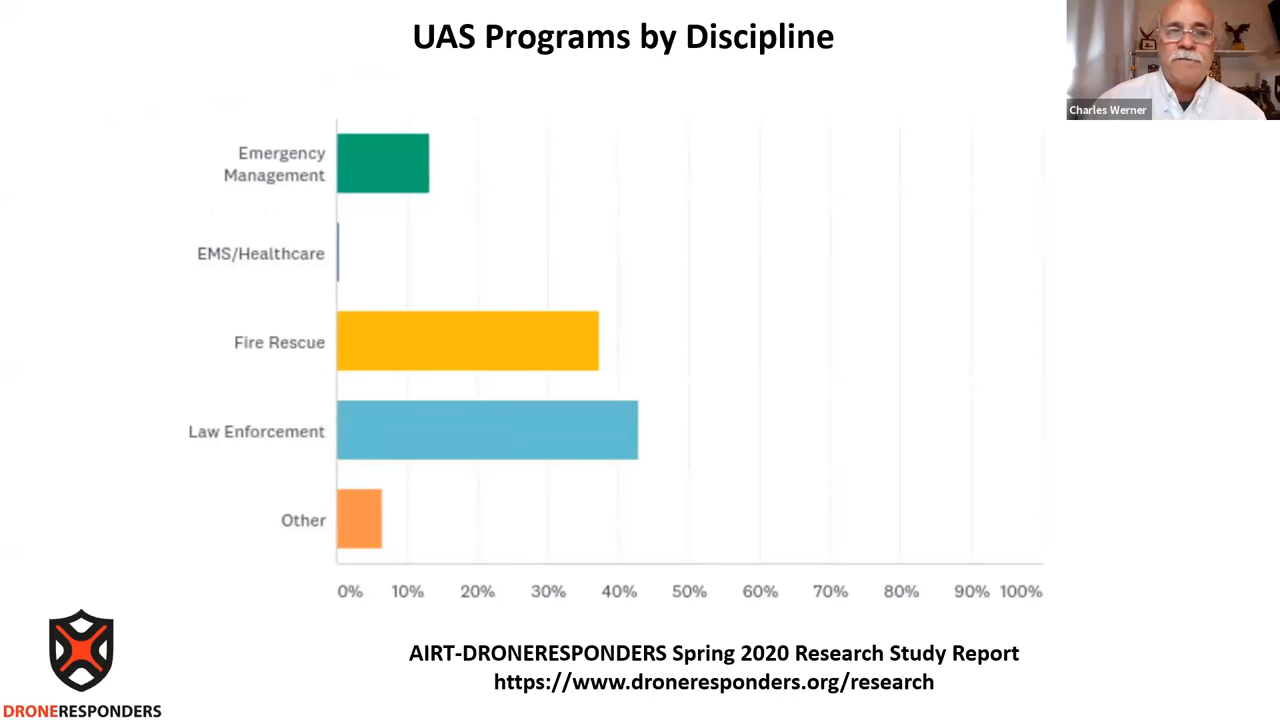 UAS Programs by Discipline
Charles Werner
Emergency
Management
EMS/Healthcare
Fire Rescue
Law Enforcement
Other
0% 10% 20% 30% 40% 50% 60% 70% 80% 90% 100%
AIRT-DRONERESPONDERS Spring 2020 Research Study Report
https://www.droneresponders.org/research
DRONERESPONDERS